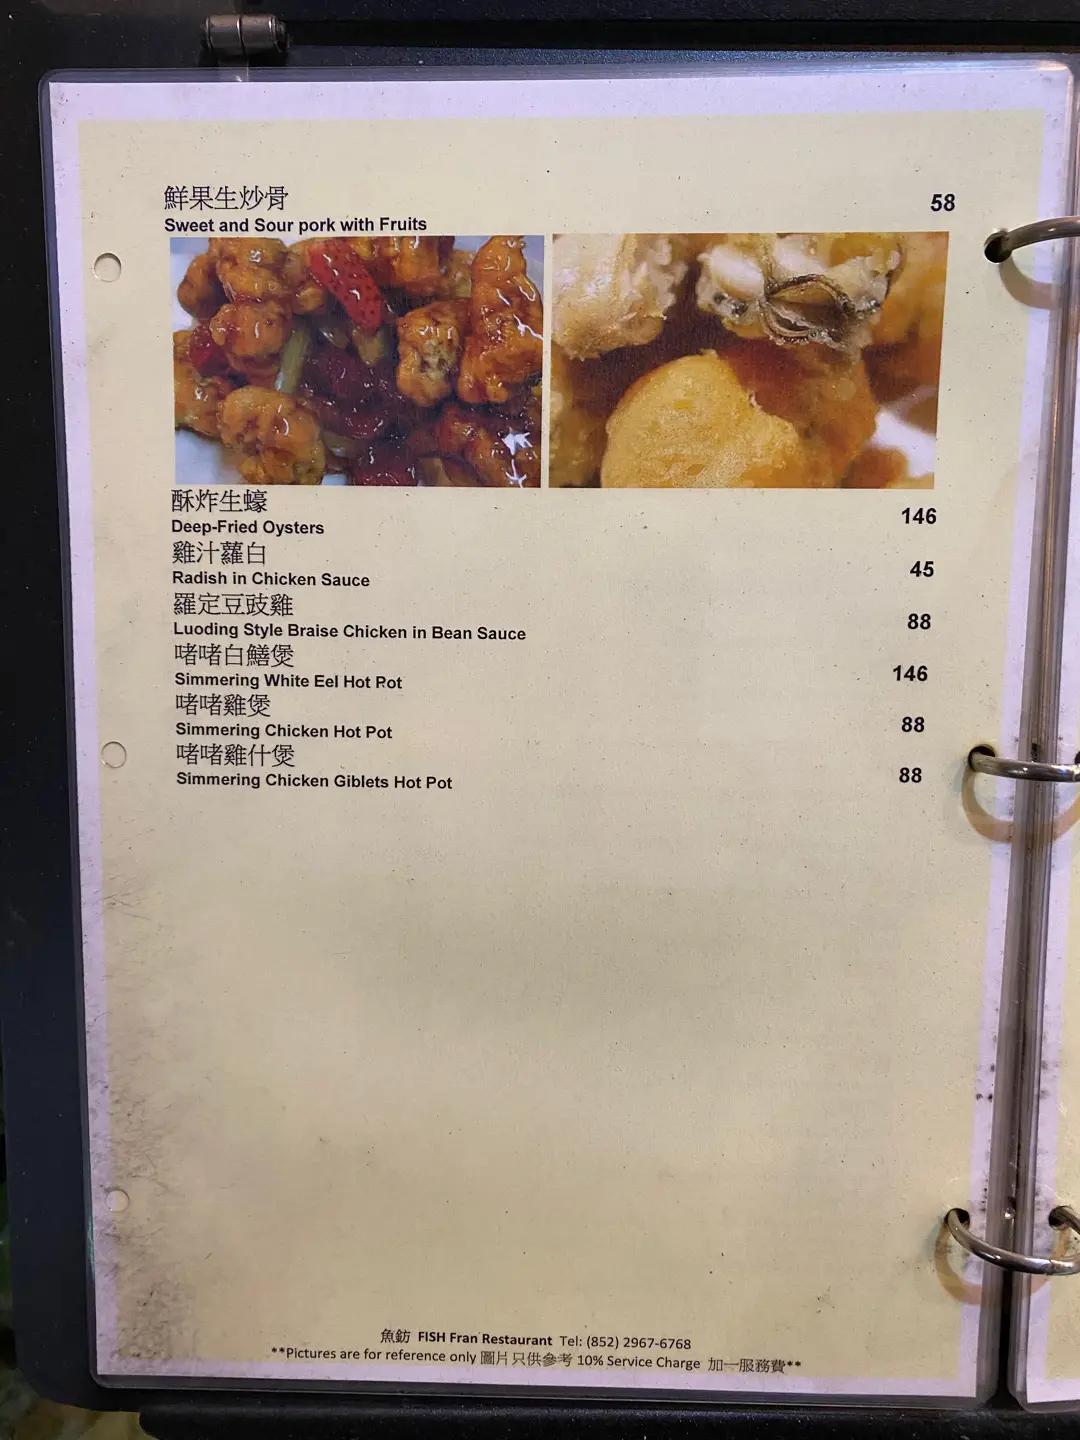 鮮果生炒骨
58
Sweet and Sour pork with Fruits
酥炸生蠔
146
Deep-Fried Oysters
雞汁蘿白
45
Radish in Chicken Sauce
羅定豆豉雞
88
Luoding Style Braise Chicken in Bean Sauce
啫啫白鱔煲
146
Simmering White Eel Hot Pot
啫啫雞煲
88
Simmering Chicken Hot Pot
啫啫雞什煲
88
Simmering Chicken Giblets Hot Pot
魚鈁 FISH Fran Restaurant Tel: (852) 2967-6768
**Pictures are for reference only 圖片只供參考 10% Service Charge 加一服務費**